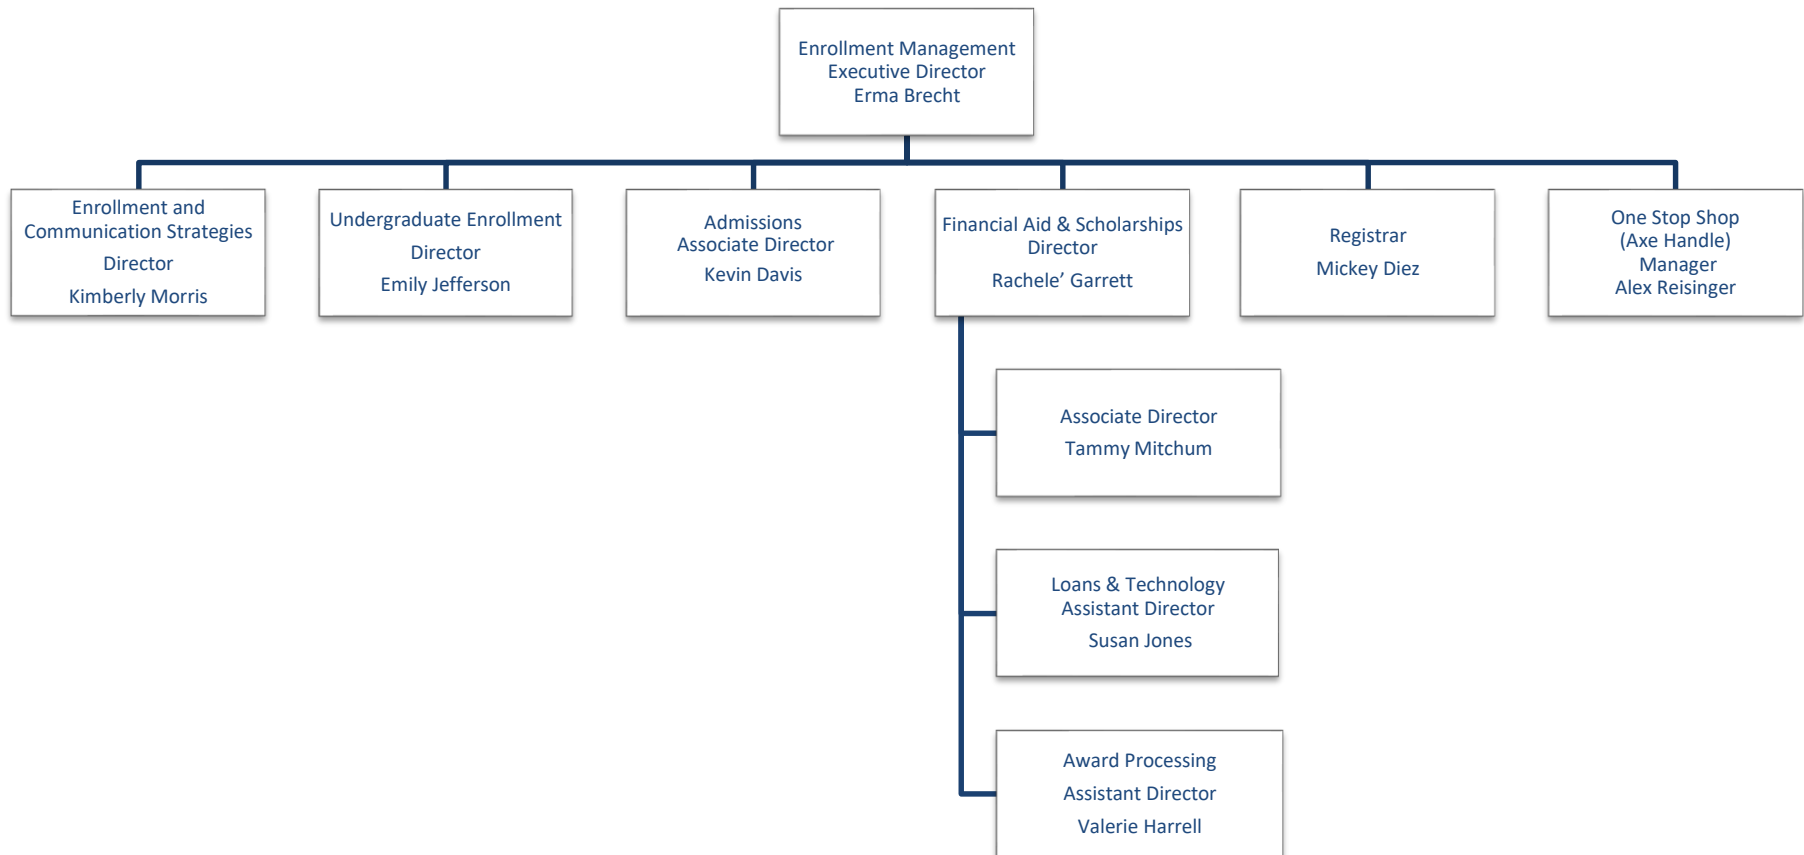 Enrollment Management
Executive Director
Erma Brecht
Enrollment and
Communication Strategies
Director
Kimberly Morris
Undergraduate Enrollment
Director
Emily Jefferson
Admissions
Associate Director
Kevin Davis
Financial Aid & Scholarships
Director
Rachele’ Garrett
Registrar
Mickey Diez
One Stop Shop
(Axe Handle)
Manager
Alex Reisinger
Associate Director
Tammy Mitchum
Loans & Technology
Assistant Director
Susan Jones
Award Processing
Assistant Director
Valerie Harrell